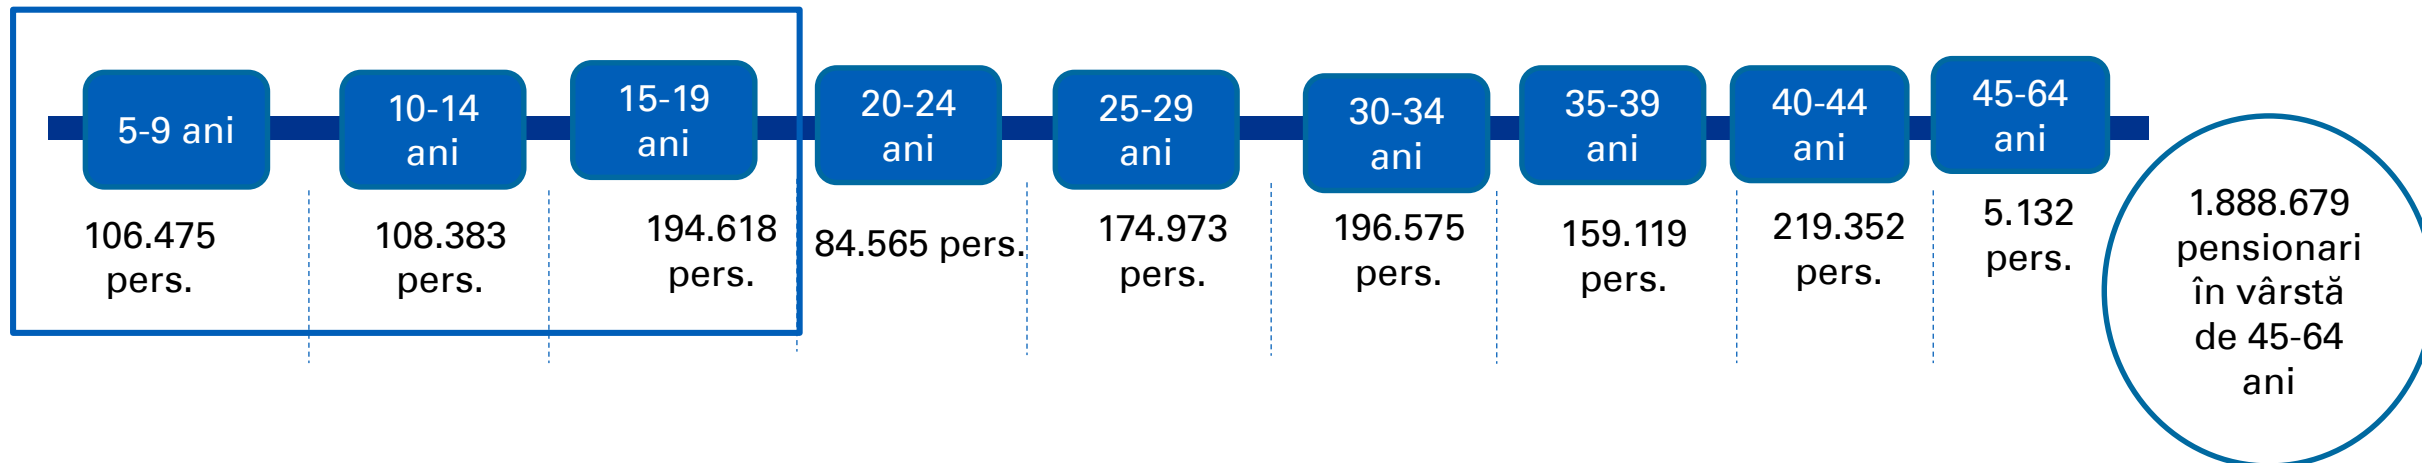 5-9 ani
106.475
pers.
10-14
ani
108.383
pers.
15-19
ani
194.618
pers.
20-24
ani
84.565 pers.
25-29
ani
174.973
pers.
30-34
ani
196.575
pers.
35-39
ani
159.119
pers.
40-44
ani
219.352
pers.
45-64
ani
5.132
pers.
1.888.679
pensionari
în vârstă
de 45-64
ani